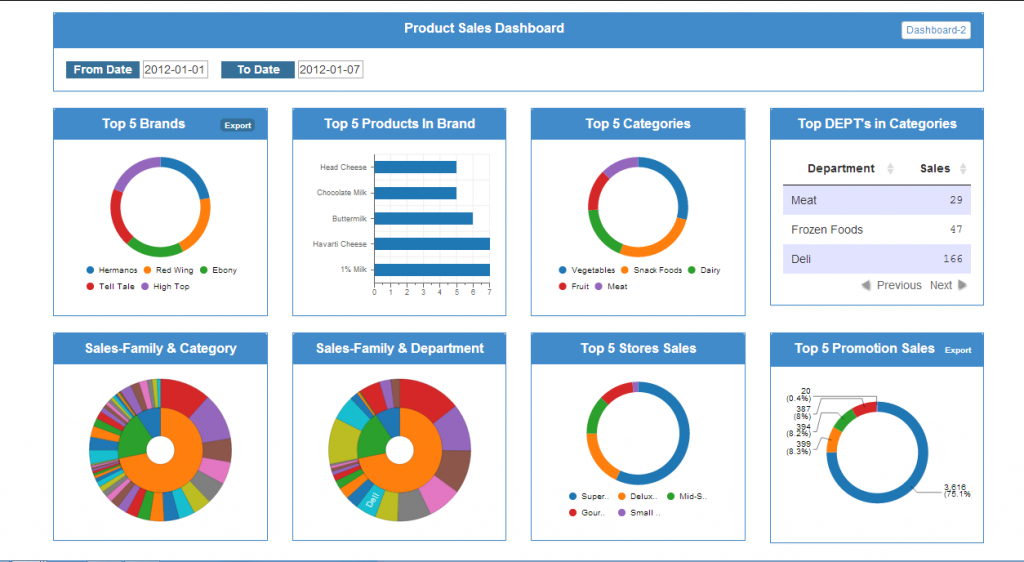 Product Sales Dashboard
Dashboard-2
From Date 2012-01-01 To Date 2012-01-07
Top 5 Brands
Export
Hermanos Red Wing Ebony
Tell Tale High Top
Top 5 Products In Brand
Head Cheese
Chocolate Milk
Buttermilk
Havarti Cheese
1% Milk
0 1 2 3 4 5 6 7
Top 5 Categories
Vegetables Snack Foods Dairy
Fruit Meat
Top DEPT's in Categories
Department Sales
Meat 29
Frozen Foods 47
Deli 166
Previous Next
Sales-Family & Category
Sales-Family & Department
Deli
Top 5 Stores Sales
Super.. Delux.. Mid-S..
Gour.. Small ..
Top 5 Promotion Sales
Export
20
(0.4%)
387
(8%)
394
(8.2%)
399
(8.3%)
3,616
(75.1%